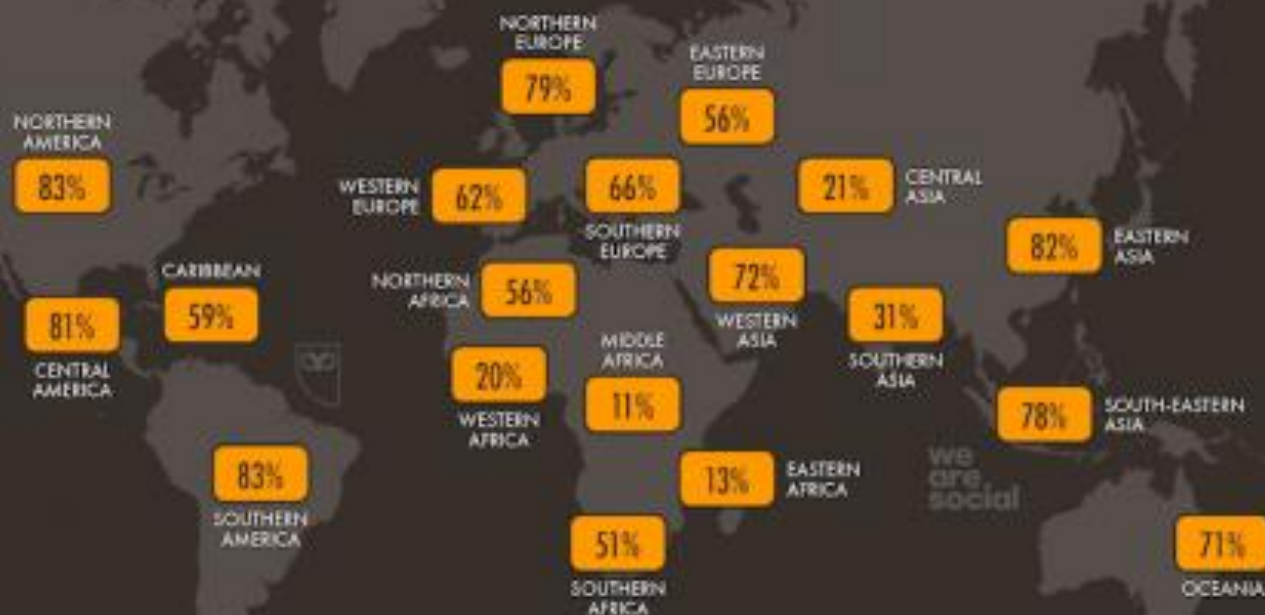 NORTHERN
EUROPE
79%
EASTERN
EUROPE
56%
NORTHERN
AMERICA
83%
WESTERN
EUROPE
62%
66%
SOUTHERN
EUROPE
21%
CENTRAL
ASIA
82%
EASTERN
ASIA
CARIBBEAN
59%
NORTHERN
AFRICA
56%
72%
WESTERN
ASIA
31%
SOUTHERN
ASIA
81%
CENTRAL
AMERICA
20%
WESTERN
AFRICA
MIDDLE
AFRICA
11%
78%
SOUTH-EASTERN
ASIA
83%
SOUTHERN
AMERICA
13%
EASTERN
AFRICA
we
are
social
51%
SOUTHERN
AFRICA
71%
OCEANIA